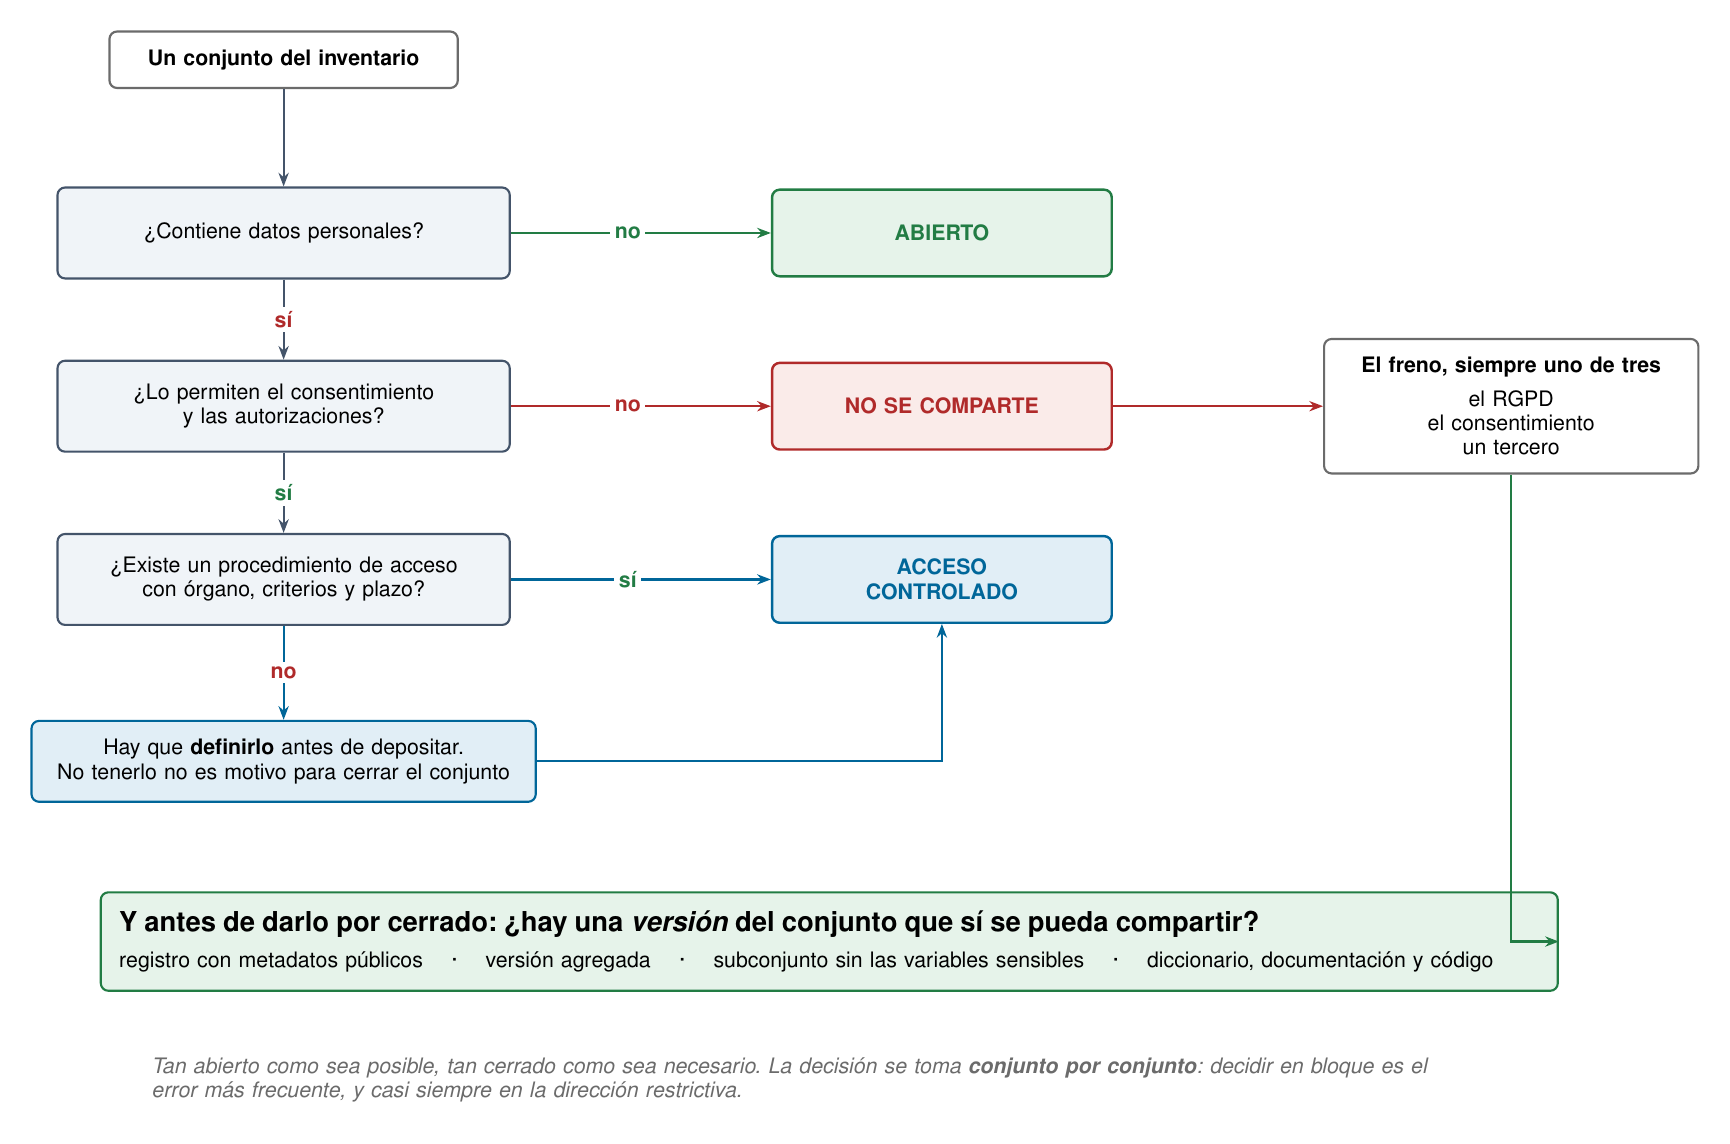 Un conjunto del inventario
¿Contiene datos personales?
no
ABIERTO
sí
¿Lo permiten el consentimiento
y las autorizaciones?
no
NO SE COMPARTE
El freno, siempre uno de tres
el RGPD
el consentimiento
un tercero
sí
¿Existe un procedimiento de acceso
con órgano, criterios y plazo?
sí
ACCESO
CONTROLADO
no
Hay que definirlo antes de depositar.
No tenerlo no es motivo para cerrar el conjunto
Y antes de darlo por cerrado: ¿hay una versión del conjunto que sí se pueda compartir?
registro con metadatos públicos · versión agregada · subconjunto sin las variables sensibles · diccionario, documentación y código
Tan abierto como sea posible, tan cerrado como sea necesario. La decisión se toma conjunto por conjunto: decidir en bloque es el
error más frecuente, y casi siempre en la dirección restrictiva.